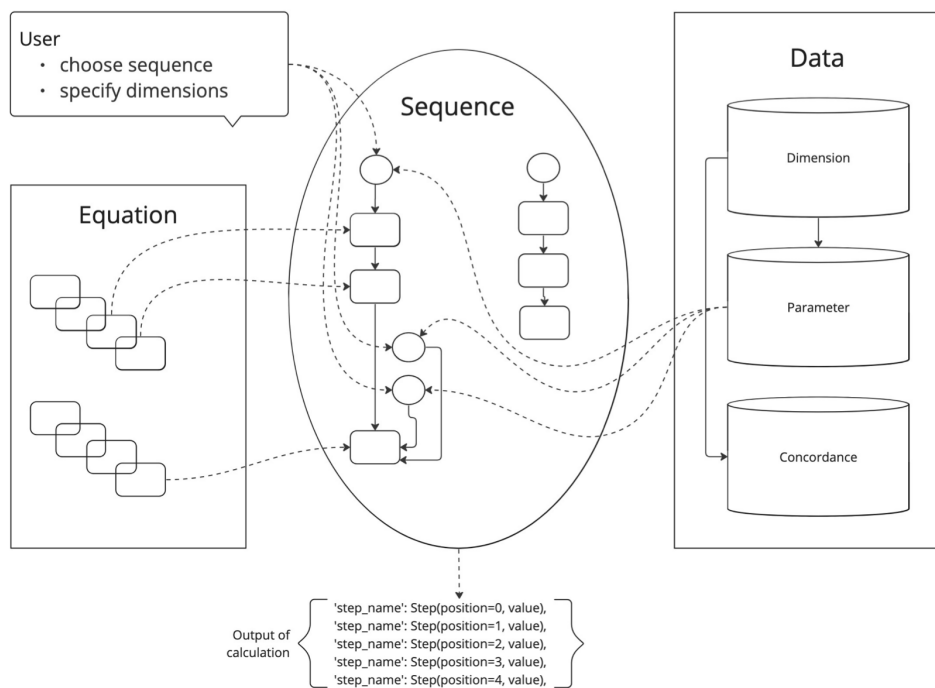 User
• choose sequence
• specify dimensions
Equation
Sequence
Data
Dimension
Parameter
Concordance
Output of
calculation
'step_name': Step(position=0, value),
'step_name': Step(position=1, value),
'step_name': Step(position=2, value),
'step_name': Step(position=3, value),
'step_name': Step(position=4, value),